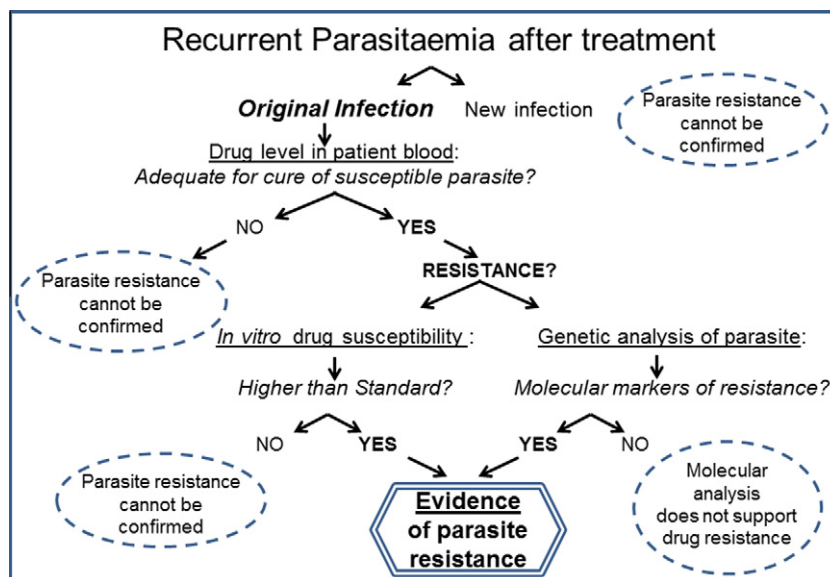 Recurrent Parasitaemia after treatment
Original Infection
New infection
Parasite resistance
cannot be
confirmed
Drug level in patient blood:
Adequate for cure of susceptible parasite?
NO
YES
Parasite resistance
cannot be
confirmed
RESISTANCE?
In vitro drug susceptibility :
Genetic analysis of parasite:
Higher than Standard?
Molecular markers of resistance?
NO
YES
YES
NO
Parasite resistance
cannot be
confirmed
Evidence
of parasite
resistance
Molecular
analysis
does not support
drug resistance